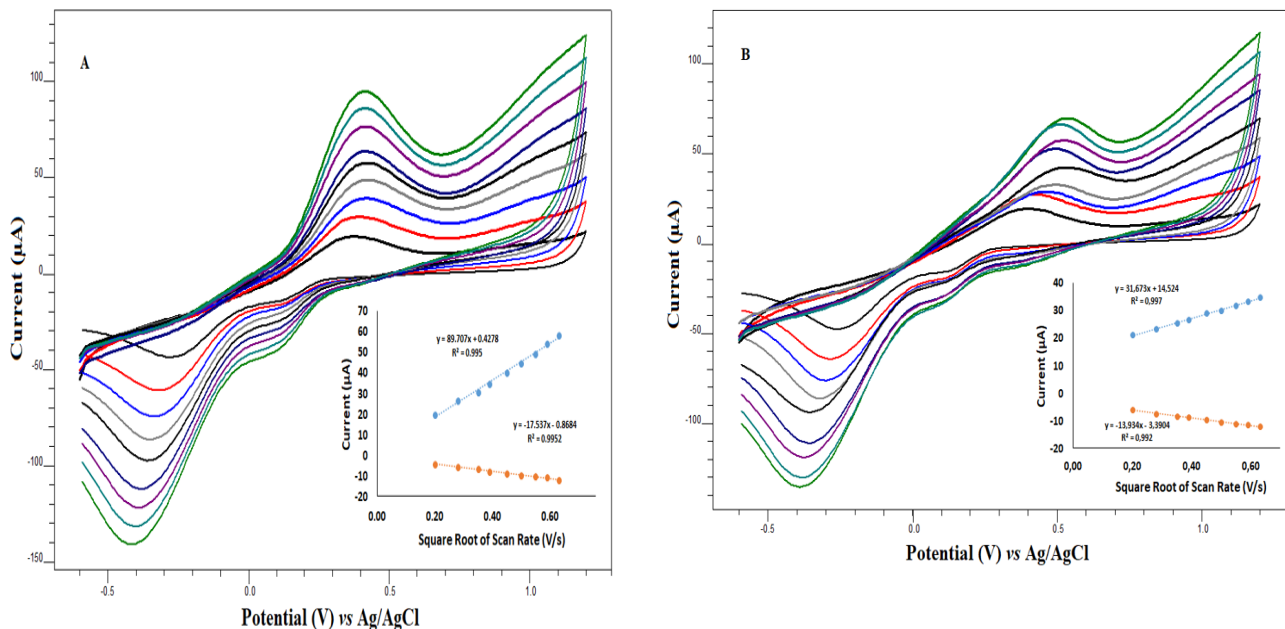 A
Current (µA)
100
50
0
-50
-100
-150
-0.5
0.0
0.5
1.0
Potential (V) vs Ag/AgCl
70
60
50
40
30
20
10
0
-10
-20
Current (µA)
y = 89.707x + 0.4278
R² = 0.995
y = -17.537x - 0.8684
R² = 0.9952
0.00
0.20
0.40
0.60
Square Root of Scan Rate (V/s)
B
Current (µA)
100
50
0
-50
-100
-0.5
0.0
0.5
1.0
Potential (V) vs Ag/AgCl
40
30
20
10
0
-10
-20
Current (µA)
y = 31,673x + 14,524
R² = 0,997
y = -13,934x - 3,3904
R² = 0,992
0,00
0,20
0,40
0,60
Square Root of Scan Rate (V/s)